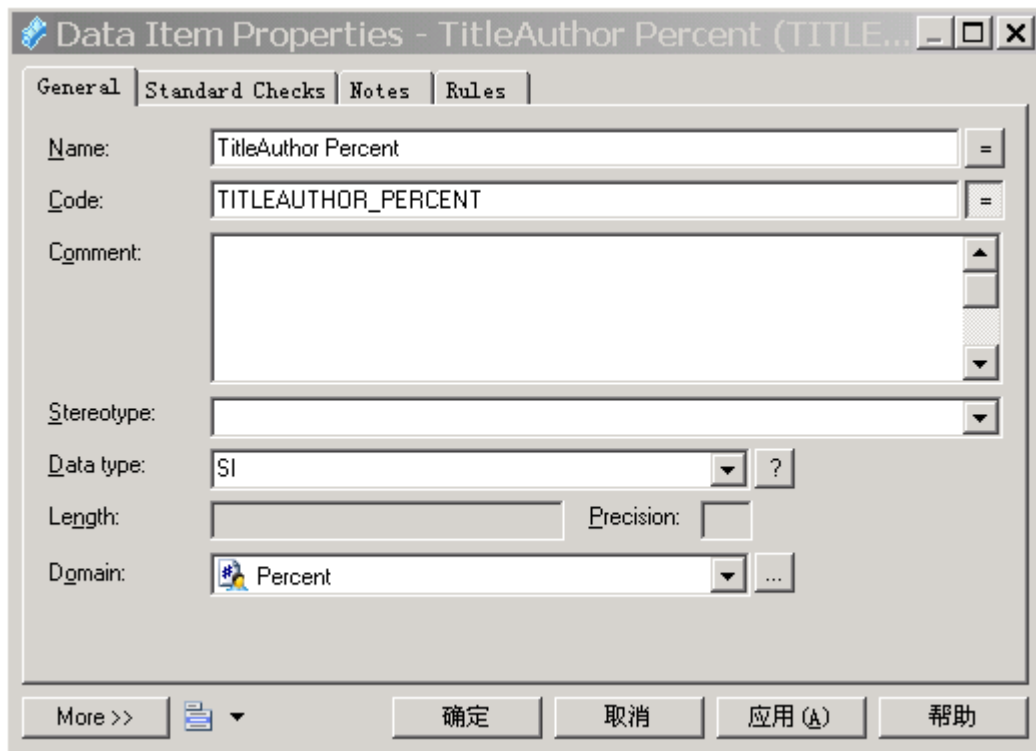 Data Item Properties - TitleAuthor Percent (TITLE...
General Standard Checks Notes Rules
Name: TitleAuthor Percent =
Code: TITLEAUTHOR_PERCENT =
Comment:
Stereotype:
Data type: SI ?
Length: Precision:
Domain: Percent ...
More >> 确定 取消 应用(A) 帮助